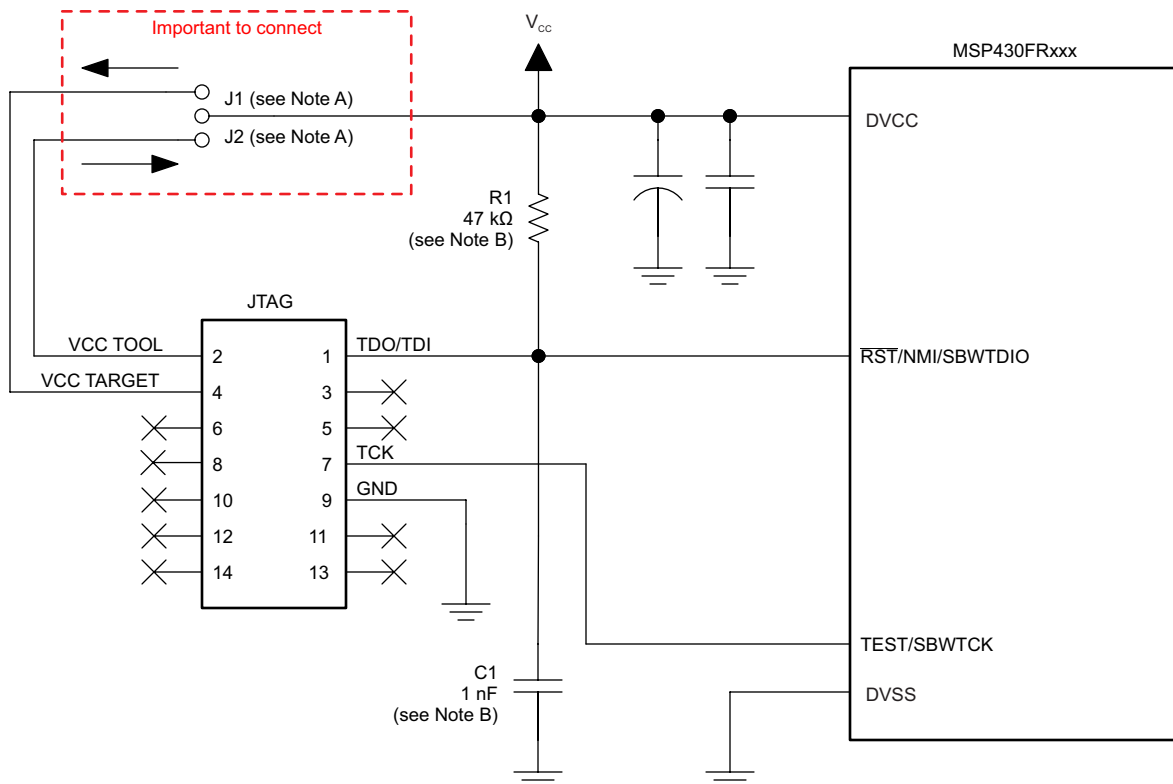 Important to connect
J1 (see Note A)
J2 (see Note A)
Vcc
MSP430FRxxx
DVCC
R1
47 kΩ
(see Note B)
JTAG
VCC TOOL
2
1
TDO/TDI
RST/NMI/SBWTDIO
VCC TARGET
4
3
6
5
8
7
TCK
10
9
GND
12
11
14
13
TEST/SBWTCK
C1
1 nF
(see Note B)
DVSS